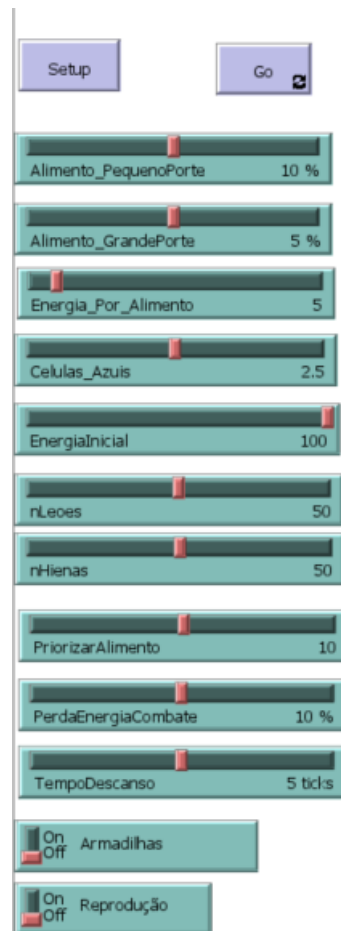 Setup Go
Alimento_PequenoPorte 10 %
Alimento_GrandePorte 5 %
Energia_Por_Alimento 5
Celulas_Azuis 2.5
EnergiaInicial 100
nLeoes 50
nHienas 50
PriorizarAlimento 10
PerdaEnergiaCombate 10 %
TempoDescanso 5 ticks
On
Off Armadilhas
On
Off Reprodução